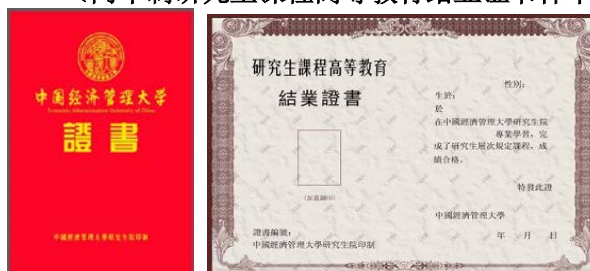 中国经济管理大学
證書
中國經濟管理大學研究生院印制
研究生課程高等教育
結業證書
(加蓋鋼印)
證書編號：
中國經濟管理大學研究生院印制
性別：
生於：
於
在中國經濟管理大學研究生院
專業學習，完
成了研究生層次規定課程，成
績合格。
特發此證
中國經濟管理大學
年 月 日